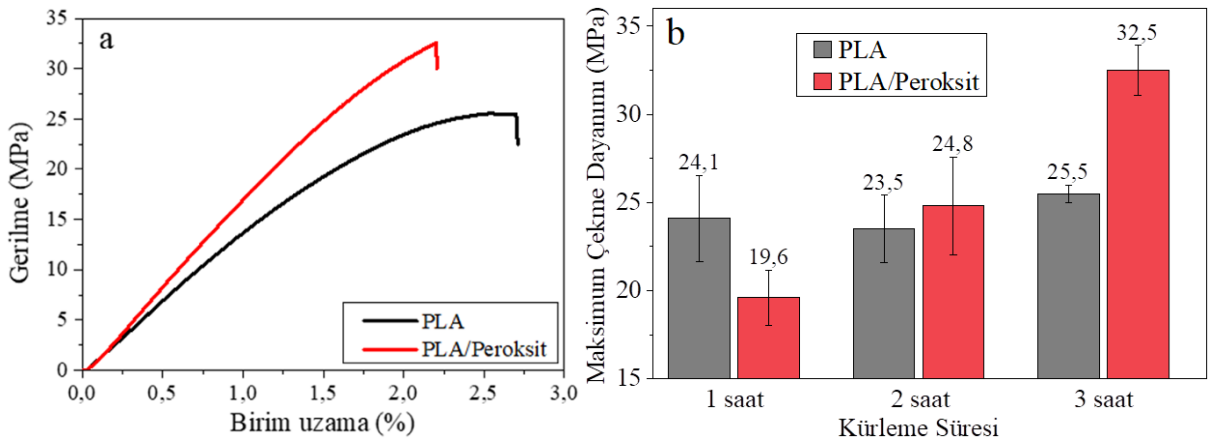 a
Gerilme (MPa)
35
30
25
20
15
10
5
0
0,0 0,5 1,0 1,5 2,0 2,5 3,0
Birim uzama (%)
PLA
PLA/Peroksit
b
Maksimum Çekme Dayanımı (MPa)
35
30
25
20
15
PLA
PLA/Peroksit
24,1
19,6
23,5
24,8
25,5
32,5
1 saat 2 saat 3 saat
Kürleme Süresi